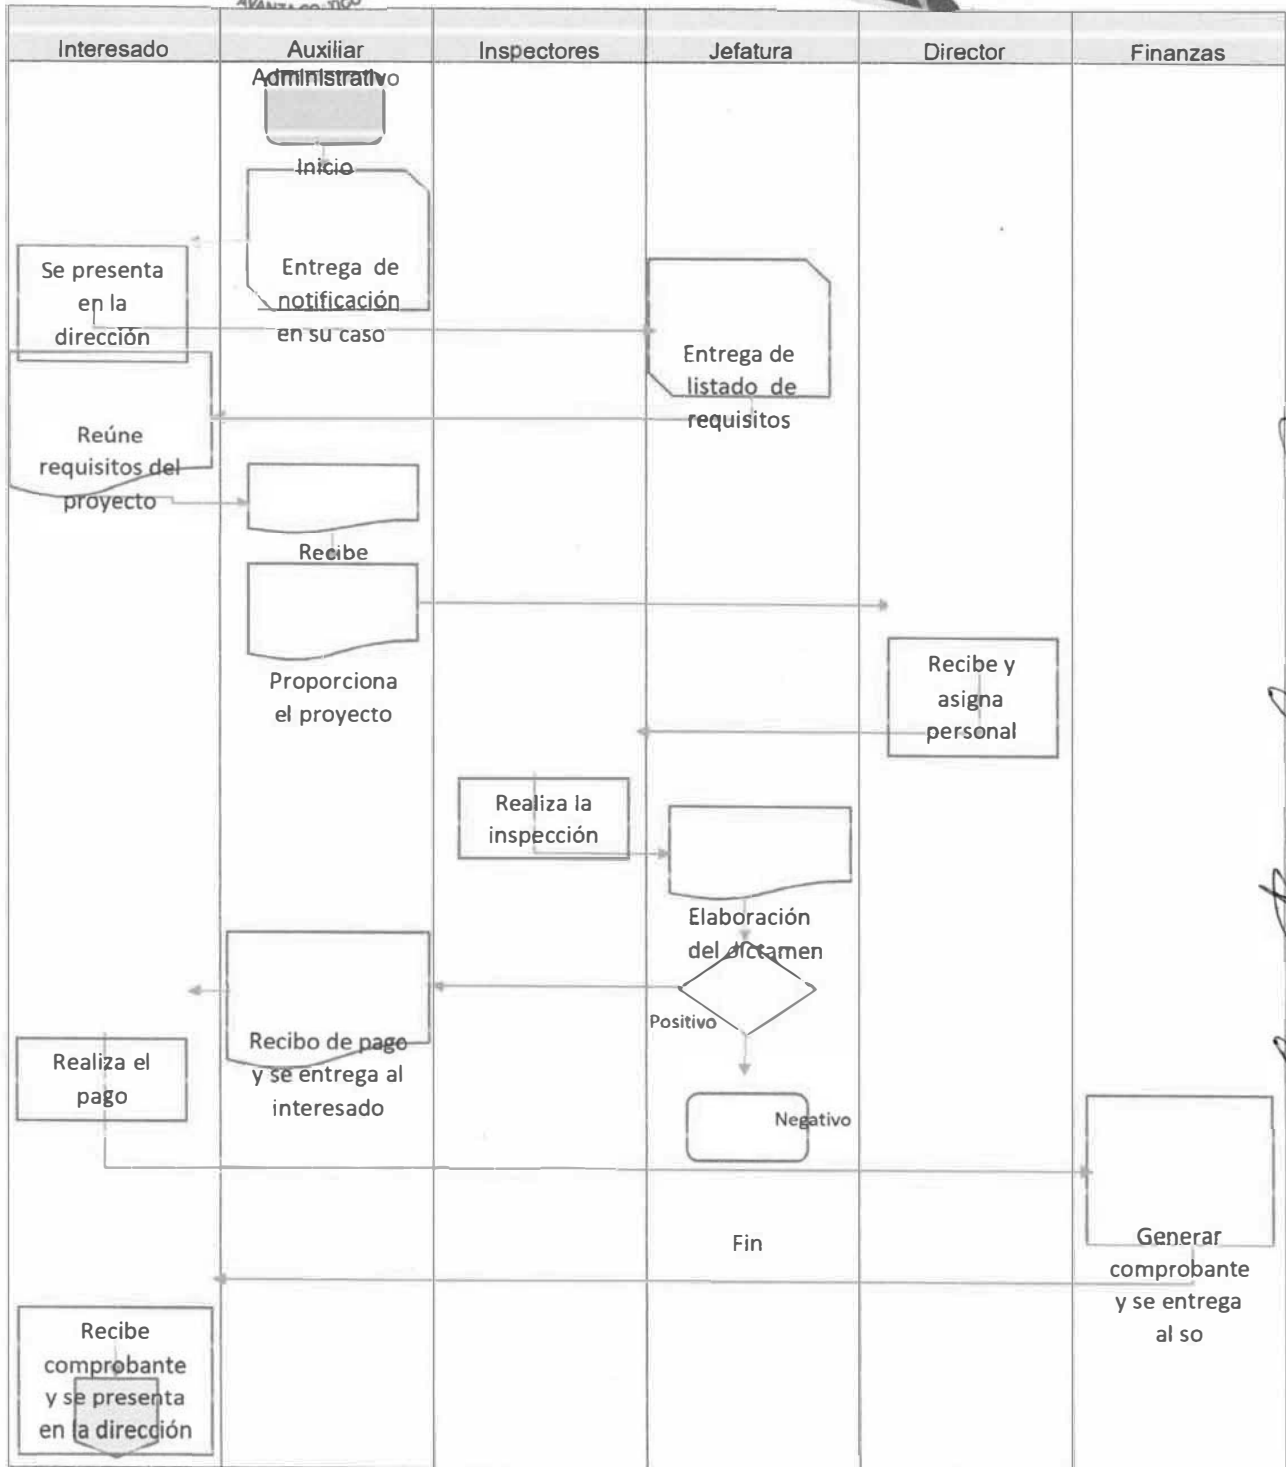 AVANZA
Interesado
Auxiliar
Administrativo
Inspectores
Jefatura
Director
Finanzas
Inicio
Entrega de
notificación
en su caso
Se presenta
en la
dirección
Entrega de
listado de
requisitos
Reúne
requisitos del
proyecto
Recibe
Proporciona
el proyecto
Recibe y
asigna
personal
Realiza la
inspección
Elaboración
del dictamen
Positivo
Negativo
Fin
Recibo de pago
y se entrega al
interesado
Realiza el
pago
Generar
comprobante
y se entrega
al so
Recibe
comprobante
y se presenta
en la dirección